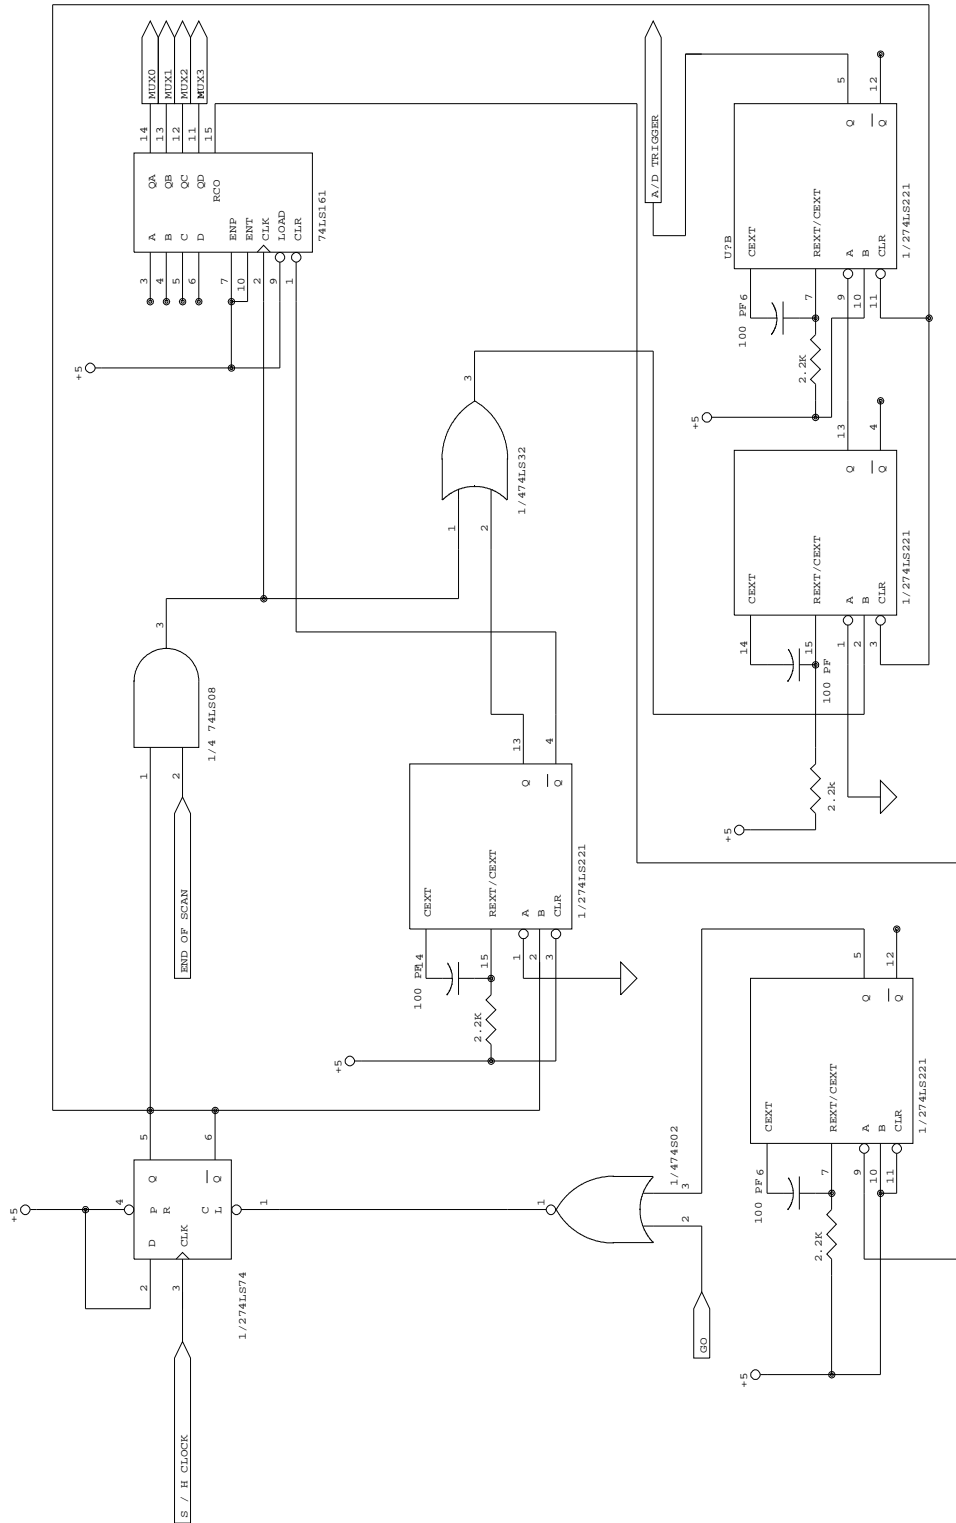 MUX0
MUX1
MUX2
MUX3
14
13
12
11
15
QA
QB
QC
QD
RCO
A
B
C
D
ENP
ENT
CLK
LOAD
CLR
74LS161
3
4
5
6
7
10
2
9
1
+5
A/D TRIGGER
5
12
Q
Q
U?B
CEXT
REXT/CEXT
A
B
CLR
1/274LS221
6
7
9
10
11
100 PF
2.2K
+5
3
1/474LS32
1
2
13
4
Q
Q
CEXT
REXT/CEXT
A
B
CLR
1/274LS221
14
15
1
2
3
100 PF
2.2k
+5
3
1/4 74LS08
1
2
END OF SCAN
13
4
Q
Q
CEXT
REXT/CEXT
A
B
CLR
1/274LS221
14
15
1
2
3
100 PF
2.2K
+5
5
6
Q
Q
4
P
R
C
L
1
D
CLK
2
3
+5
1/274LS74
S / H CLOCK
1
1/474S02
3
2
GO
5
12
Q
Q
CEXT
REXT/CEXT
A
B
CLR
1/274LS221
6
7
9
10
11
100 PF
2.2K
+5